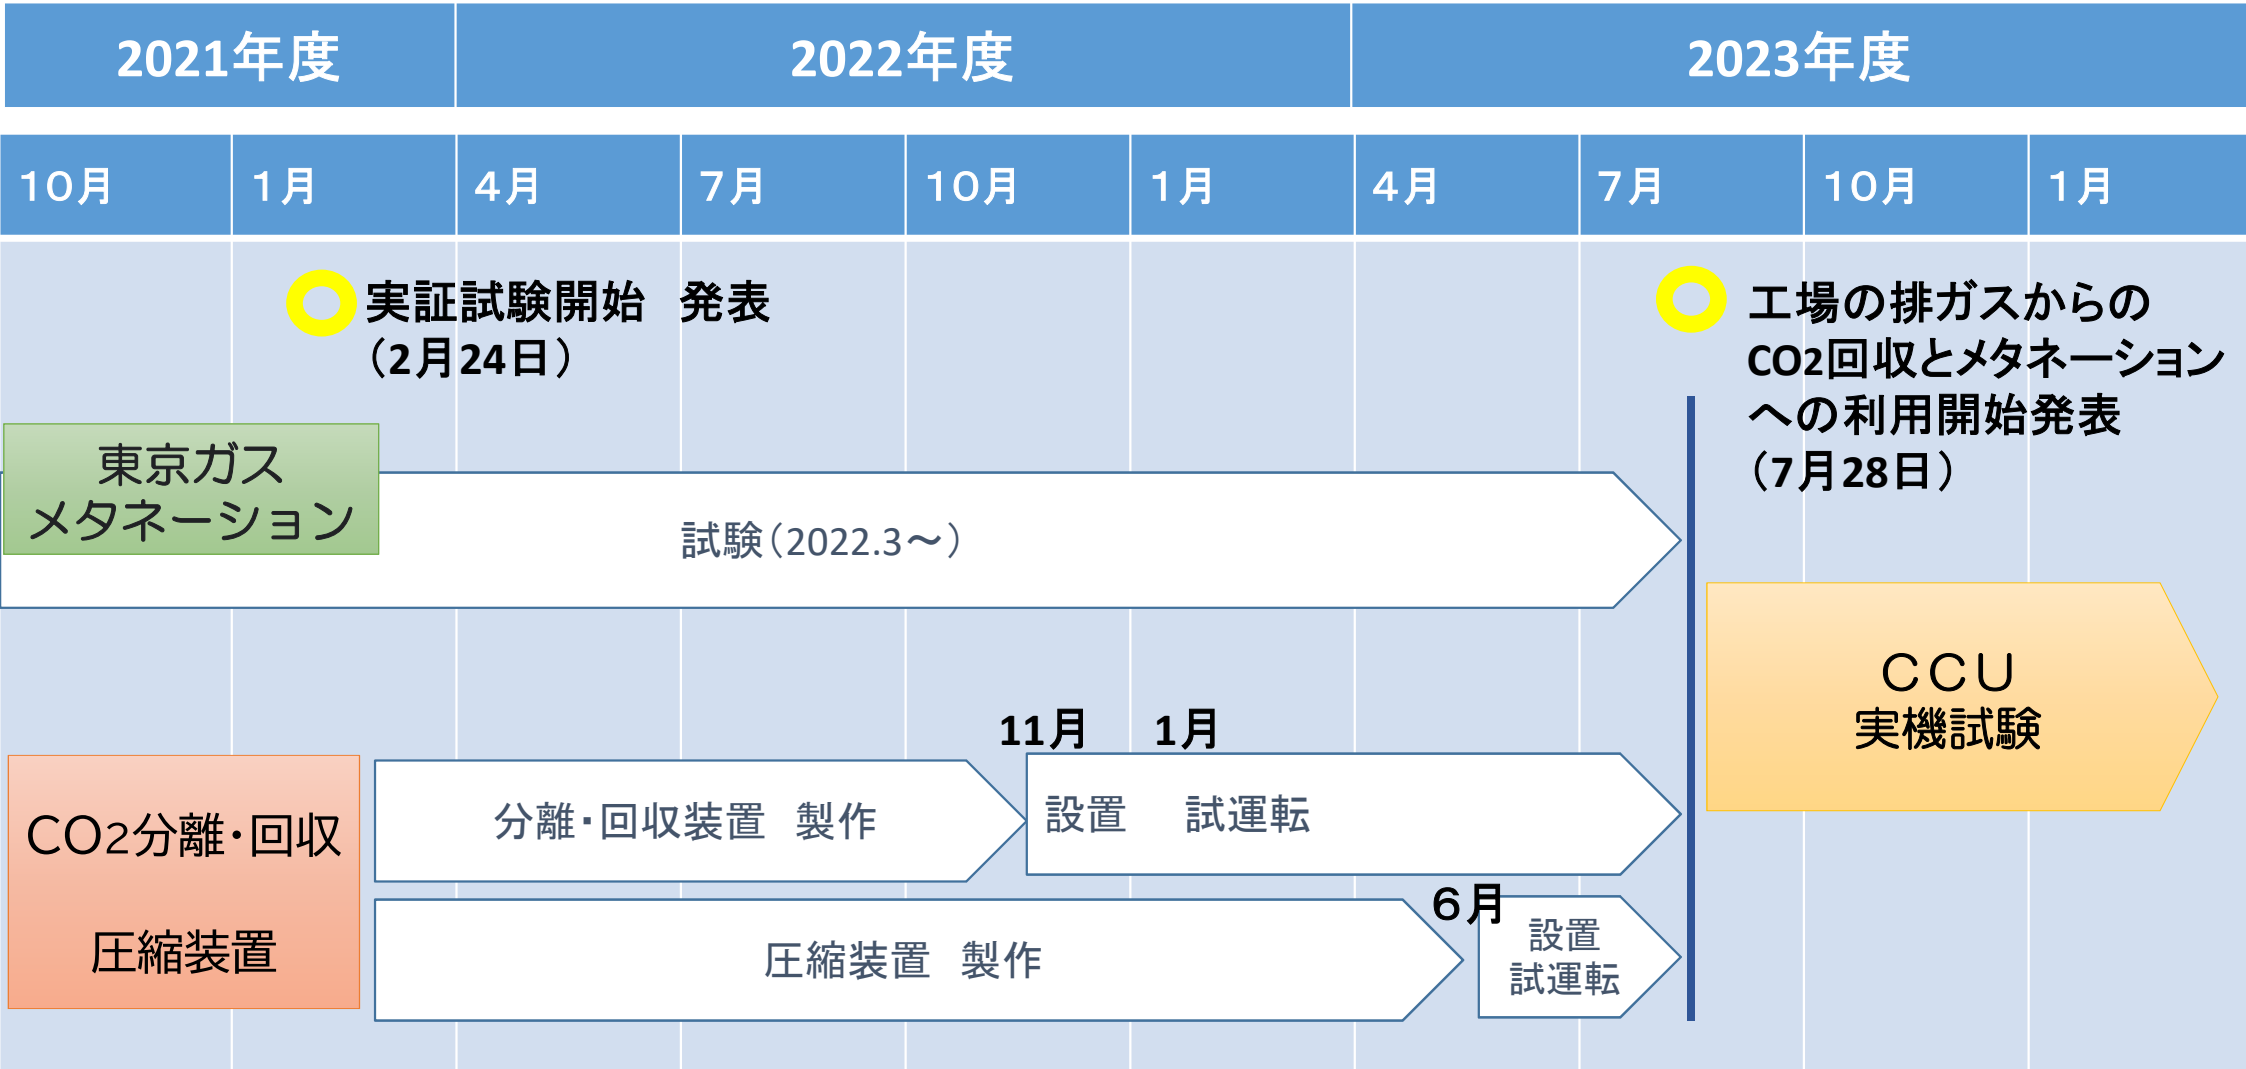 2021年度 2022年度 2023年度
10月 1月 4月 7月 10月 1月 4月 7月 10月 1月
実証試験開始　発表
（2月24日）
工場の排ガスからの
CO2回収とメタネーション
への利用開始発表
（7月28日）
東京ガス
メタネーション
試験（2022.3～）
CCU
実機試験
11月 1月
CO2分離・回収
圧縮装置
分離・回収装置　製作
設置 試運転
6月
圧縮装置　製作
設置
試運転